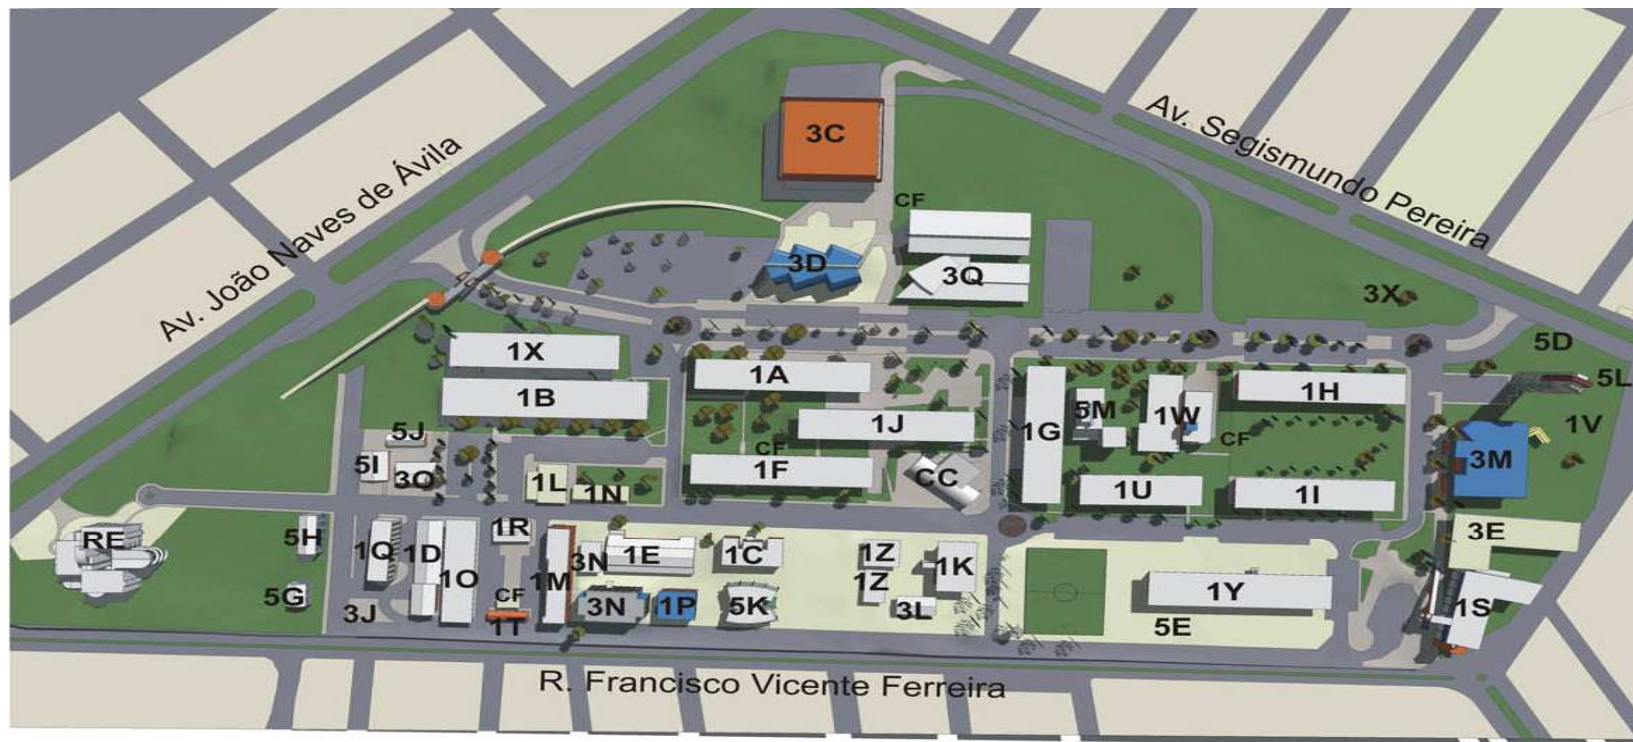 Av. João Naves de Ávila
Av. Segismundo Pereira
3C
CF
3D
3Q
3X
5D
5L
1X
1A
1H
1B
1J
1G
5M
1W
1V
5J
CF
CF
5I
3O
1F
CC
3M
1L
1N
1U
1I
RE
5H
1R
3E
1Q
1D
3N
1E
1C
1Z
1K
1O
1M
1Z
1Y
5G
CF
3J
1T
3N
1P
5K
3L
1S
5E
R. Francisco Vicente Ferreira